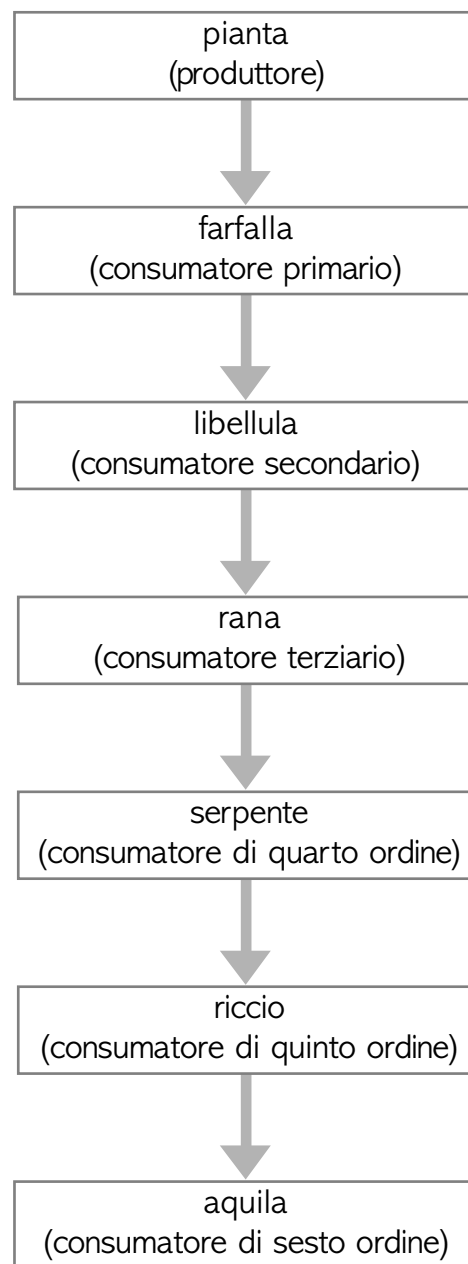 pianta
(produttore)
farfalla
(consumatore primario)
libellula
(consumatore secondario)
rana
(consumatore terziario)
serpente
(consumatore di quarto ordine)
riccio
(consumatore di quinto ordine)
aquila
(consumatore di sesto ordine)